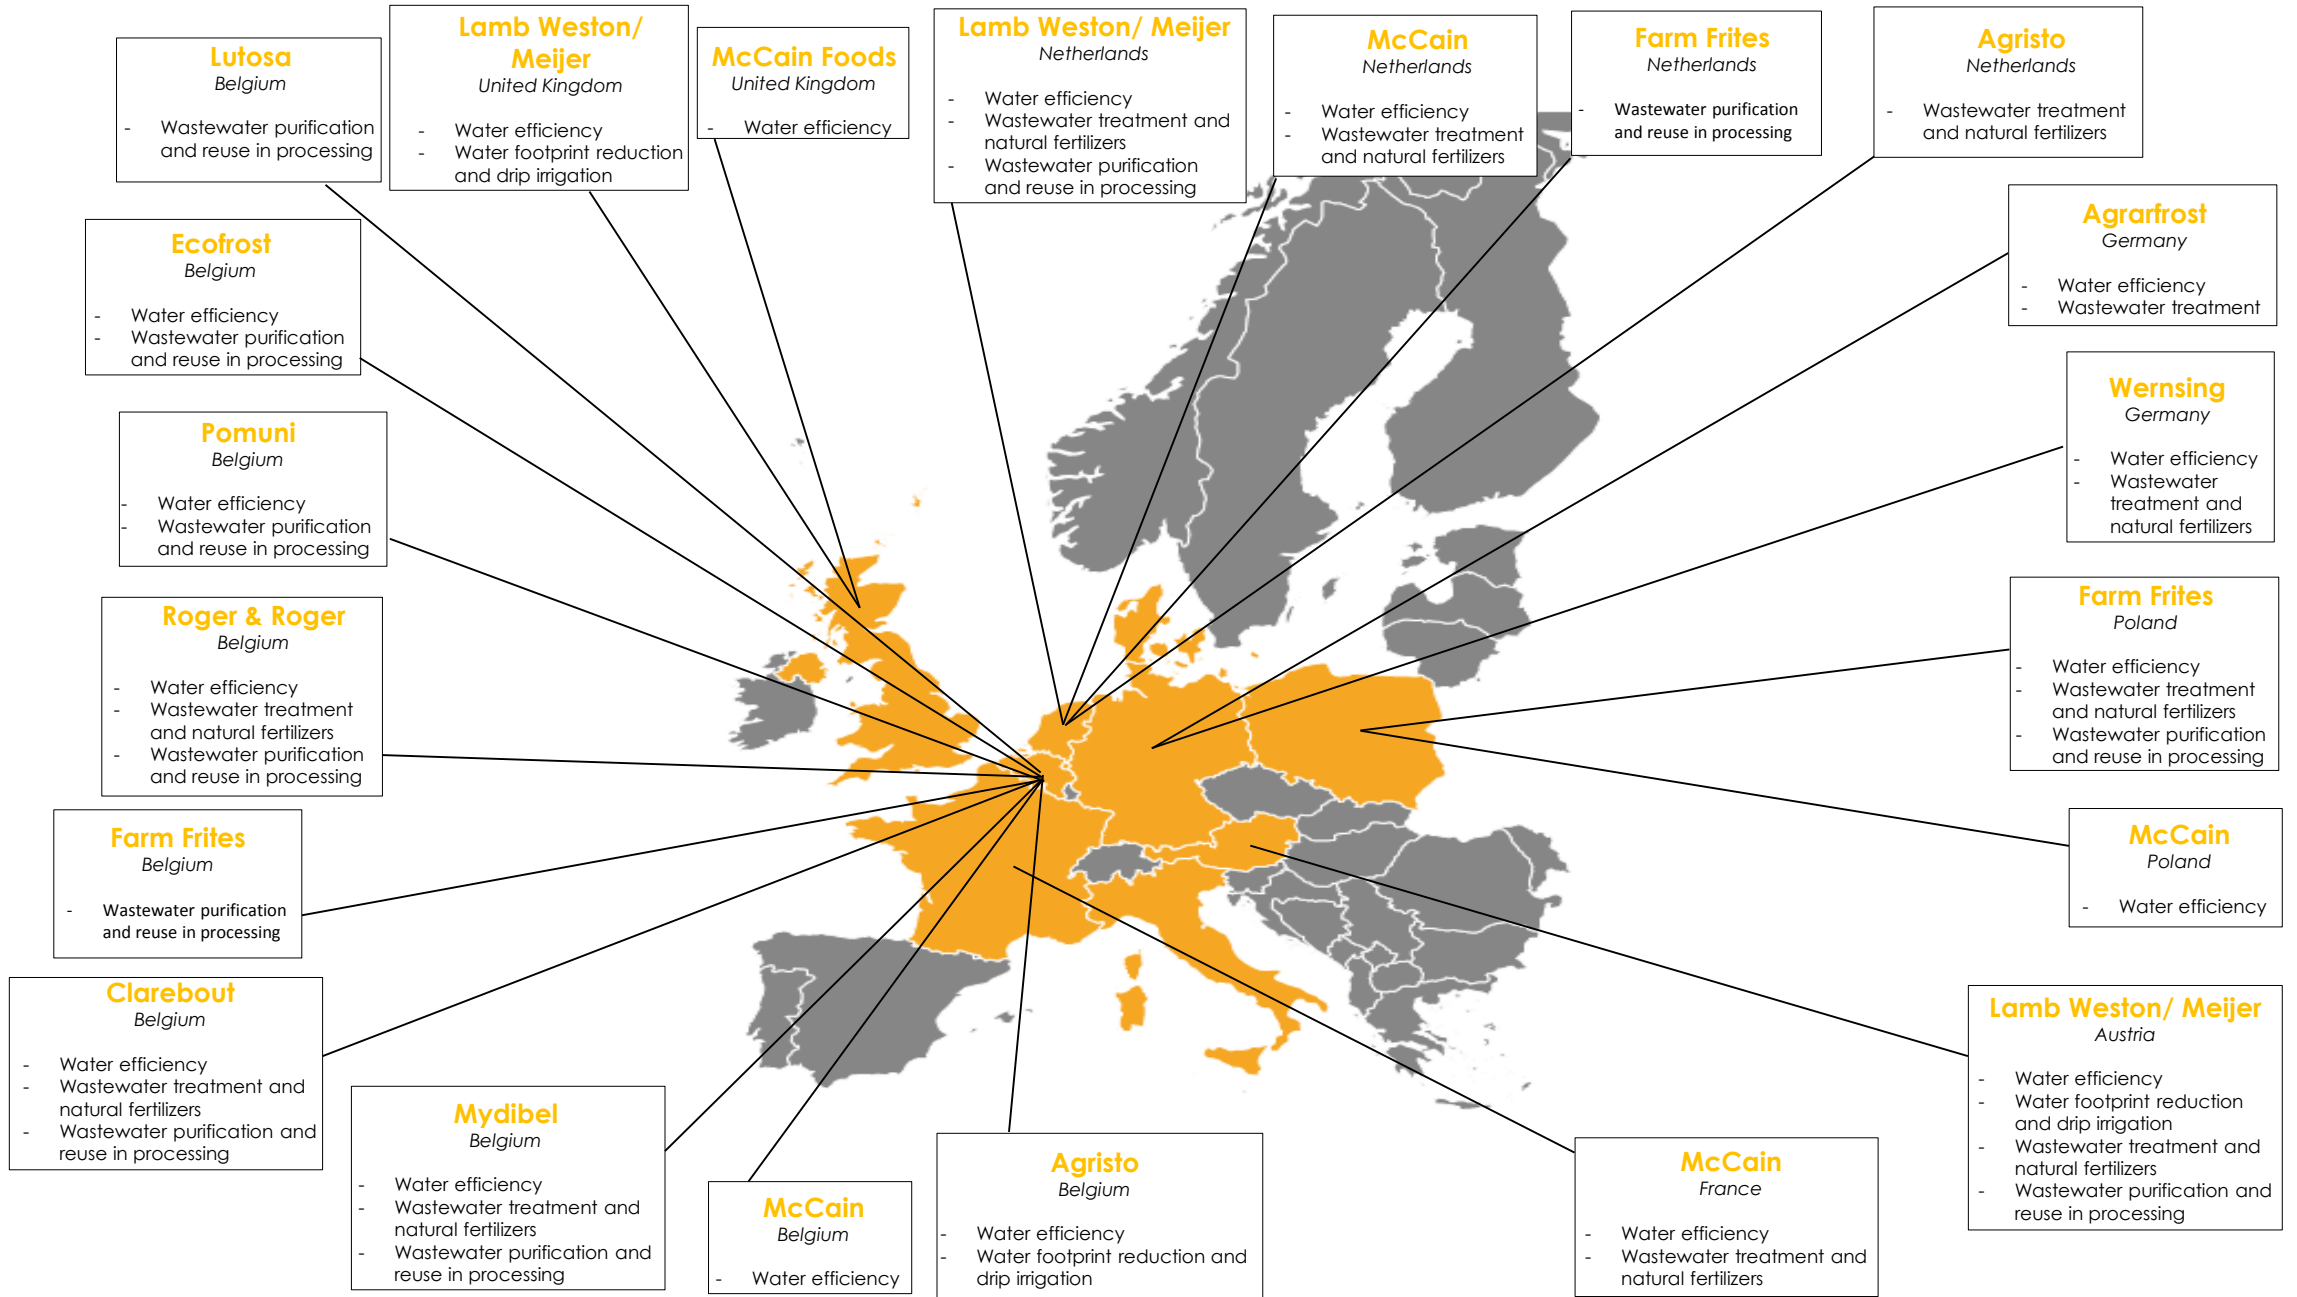 Lutosa
Belgium
- Wastewater purification
and reuse in processing
Lamb Weston/
Meijer
United Kingdom
- Water efficiency
- Water footprint reduction
and drip irrigation
McCain Foods
United Kingdom
- Water efficiency
Lamb Weston/ Meijer
Netherlands
- Water efficiency
- Wastewater treatment and
natural fertilizers
- Wastewater purification
and reuse in processing
McCain
Netherlands
- Water efficiency
- Wastewater treatment
and natural fertilizers
Farm Frites
Netherlands
- Wastewater purification
and reuse in processing
Agristo
Netherlands
- Wastewater treatment
and natural fertilizers
Ecofrost
Belgium
- Water efficiency
- Wastewater purification
and reuse in processing
Agrarfrost
Germany
- Water efficiency
- Wastewater treatment
Pomuni
Belgium
- Water efficiency
- Wastewater purification
and reuse in processing
Wernsing
Germany
- Water efficiency
- Wastewater
treatment and
natural fertilizers
Roger & Roger
Belgium
- Water efficiency
- Wastewater treatment
and natural fertilizers
- Wastewater purification
and reuse in processing
Farm Frites
Poland
- Water efficiency
- Wastewater treatment
and natural fertilizers
- Wastewater purification
and reuse in processing
Farm Frites
Belgium
- Wastewater purification
and reuse in processing
McCain
Poland
- Water efficiency
Clarebout
Belgium
- Water efficiency
- Wastewater treatment and
natural fertilizers
- Wastewater purification and
reuse in processing
Lamb Weston/ Meijer
Austria
- Water efficiency
- Water footprint reduction
and drip irrigation
- Wastewater treatment and
natural fertilizers
- Wastewater purification and
reuse in processing
Mydibel
Belgium
- Water efficiency
- Wastewater treatment and
natural fertilizers
- Wastewater purification and
reuse in processing
McCain
Belgium
- Water efficiency
Agristo
Belgium
- Water efficiency
- Water footprint reduction and
drip irrigation
McCain
France
- Water efficiency
- Wastewater treatment and
natural fertilizers